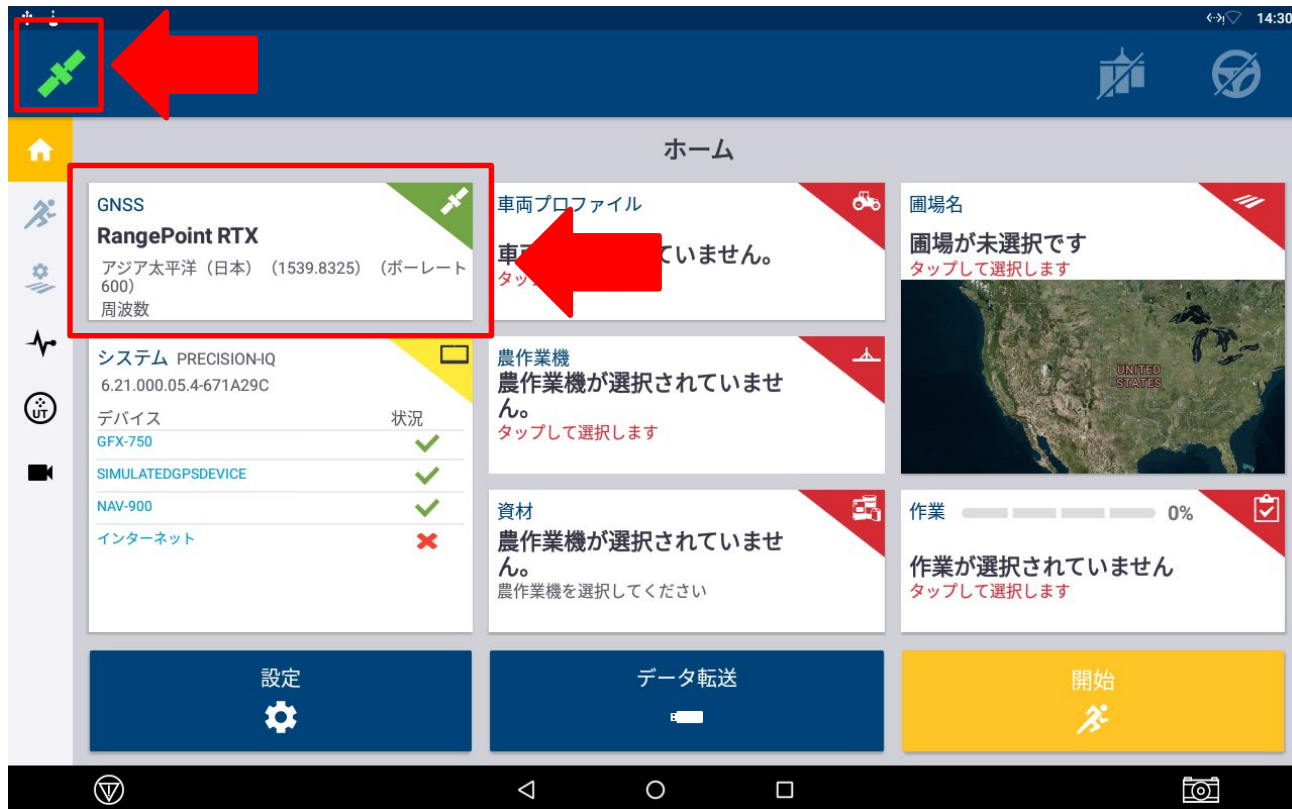 14:30
ホーム
GNSS
RangePoint RTX
アジア太平洋（日本）（1539.8325）（ボーレート
600）
周波数
車両プロファイル
ていません。
タッ
圃場名
圃場が未選択です
タップして選択します
UNITED
STATES
システム PRECISION-IQ
6.21.000.05.4-671A29C
デバイス 状況
GFX-750
SIMULATEDGPSDEVICE
NAV-900
インターネット
農作業機
農作業機が選択されていませ
ん。
タップして選択します
資材
農作業機が選択されていませ
ん。
農作業機を選択してください
作業 0%
作業が選択されていません
タップして選択します
設定
データ転送
開始
UT